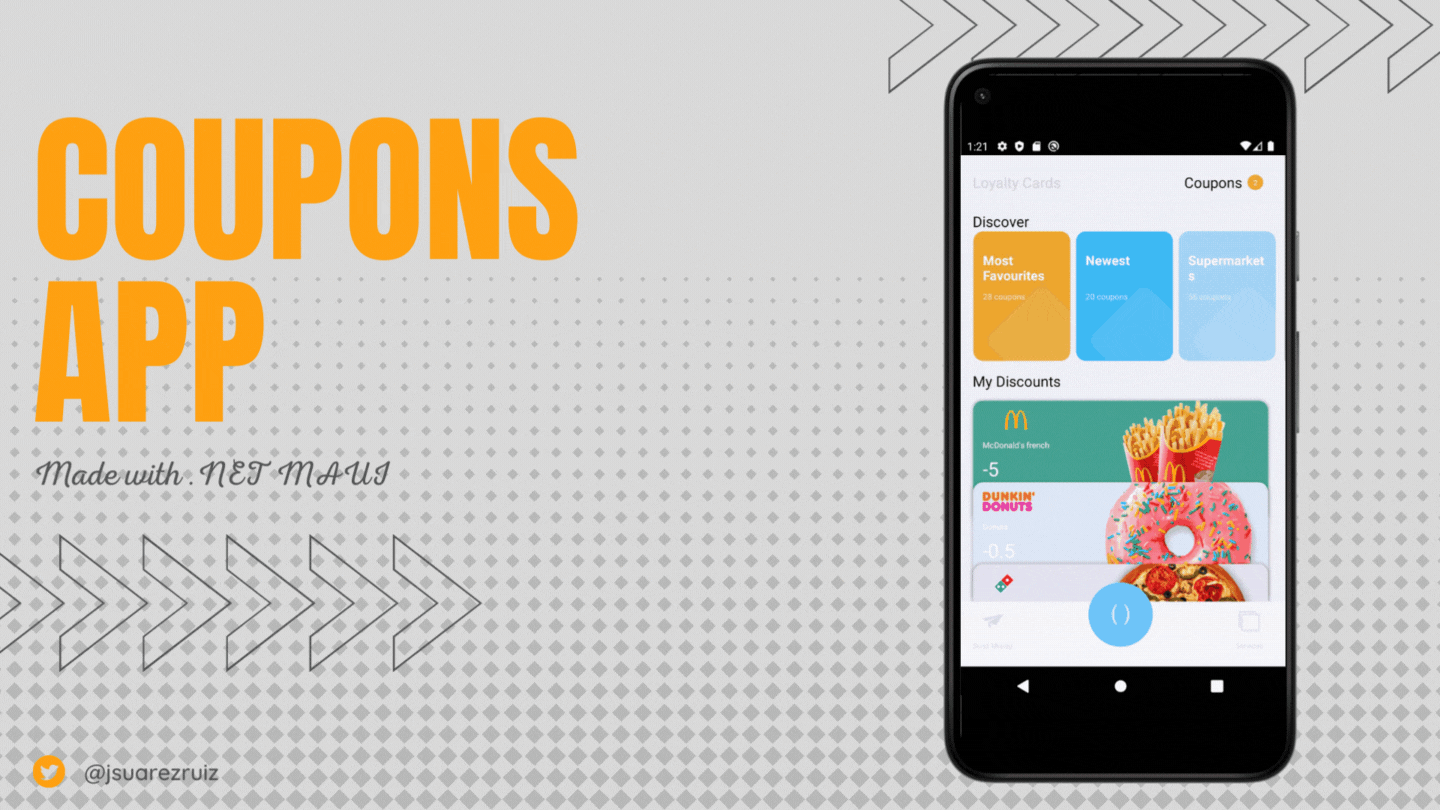 COUPONS
APP
Made with .NET MAUI
@jsuarezruiz
1:21
Loyalty Cards
Coupons
Discover
Most
Favourites
28 coupons
Newest
20 coupons
Supermarket
s
coupons
My Discounts
McDonald's french
-5
DUNKIN'
DONUTS
-0.5